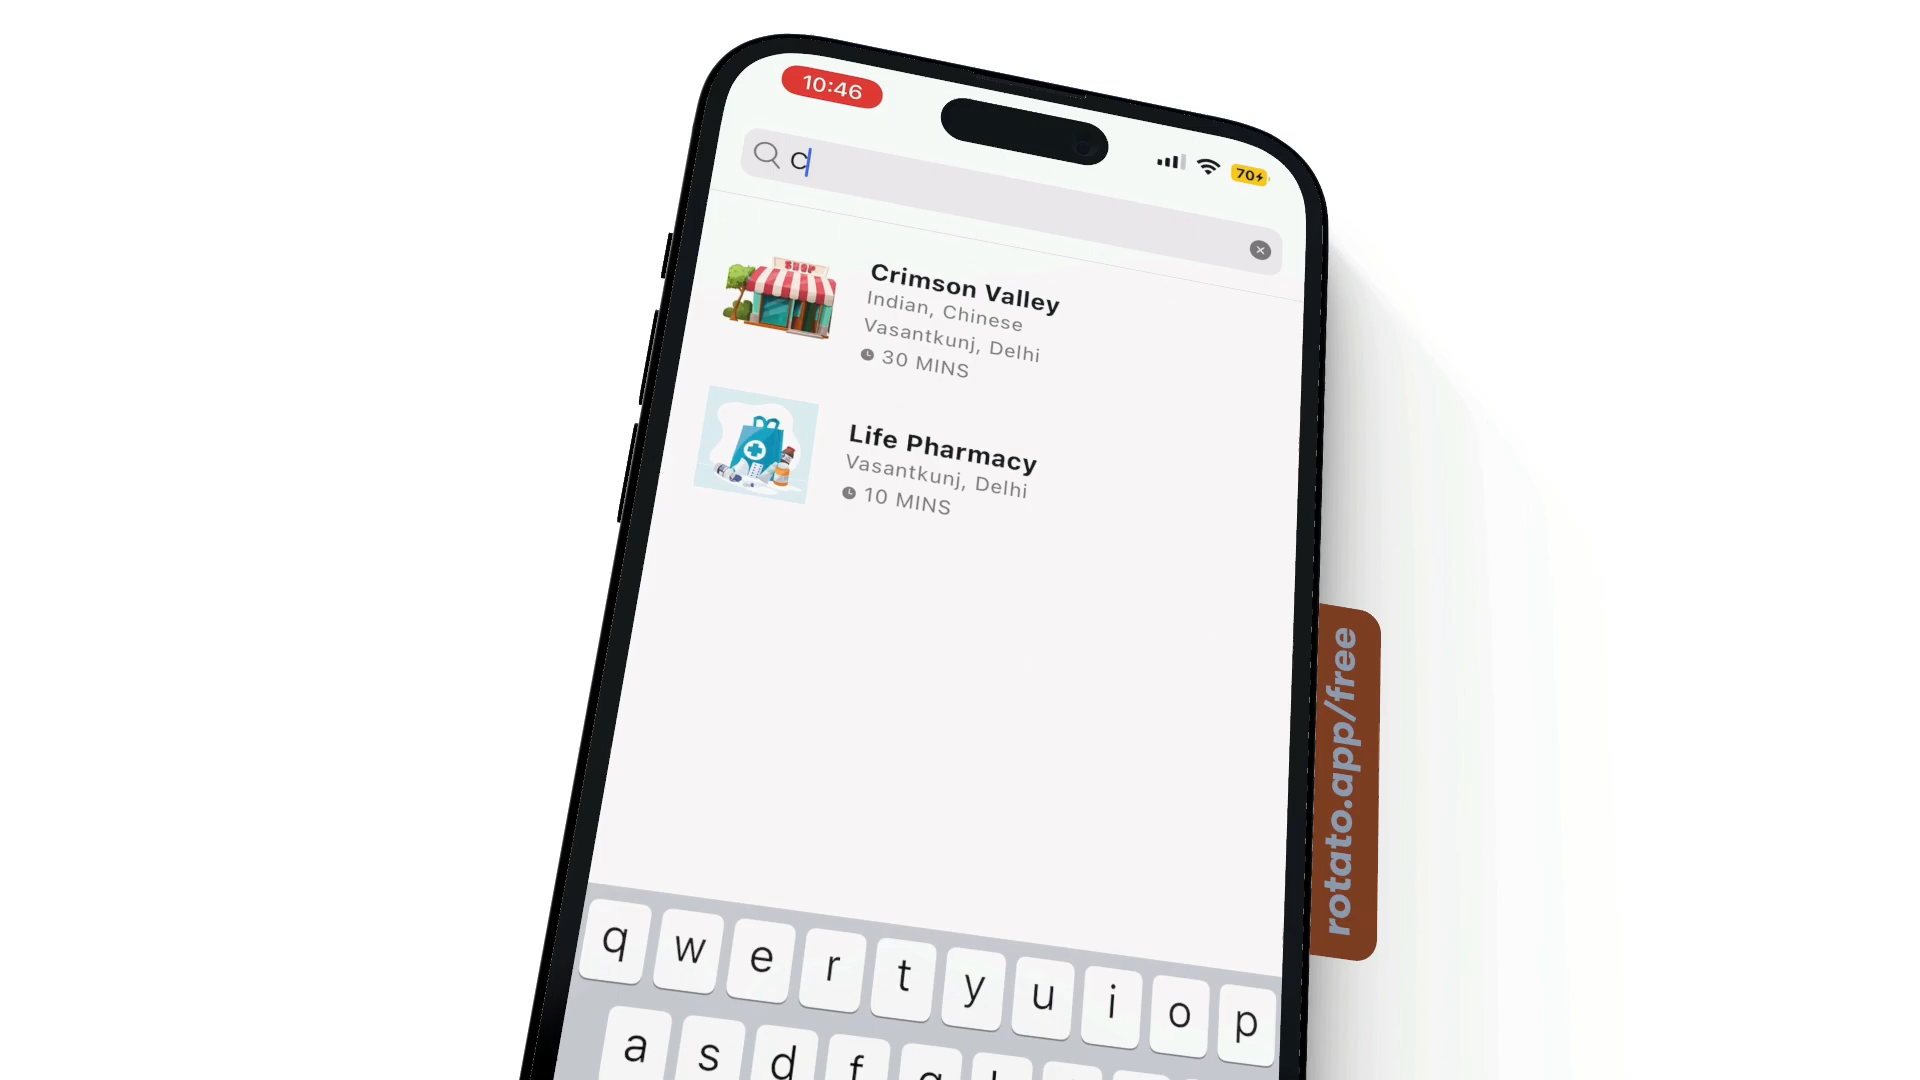 10:46
70
C
SHOP
Crimson Valley
Indian, Chinese
Vasantkunj, Delhi
30 MINS
Life Pharmacy
Vasantkunj, Delhi
10 MINS
rotato.app/free
q w e r t y u i o p
a s d f